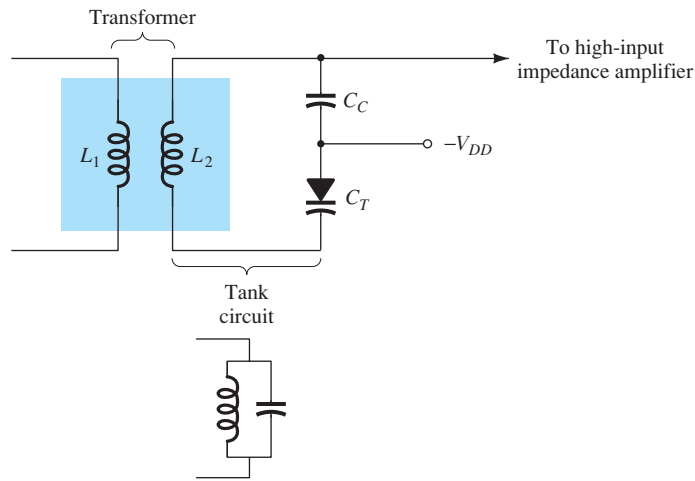 Transformer
To high-input
impedance amplifier
C_C
L_1
L_2
–V_DD
C_T
Tank
circuit